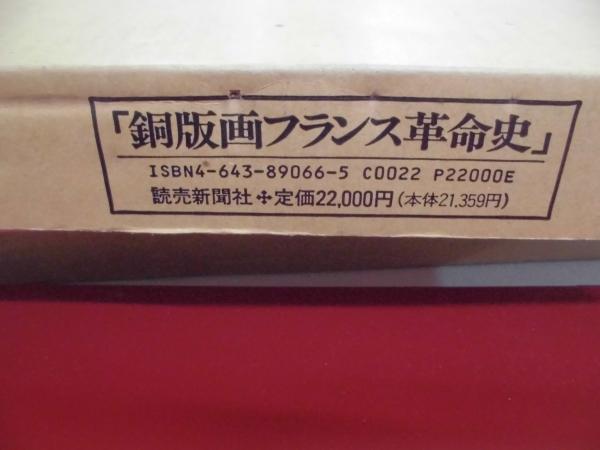 「銅版画フランス革命史」
ISBN4-643-89066-5 C0022 P22000E
読売新聞社✣定価22,000円(本体21.359円)